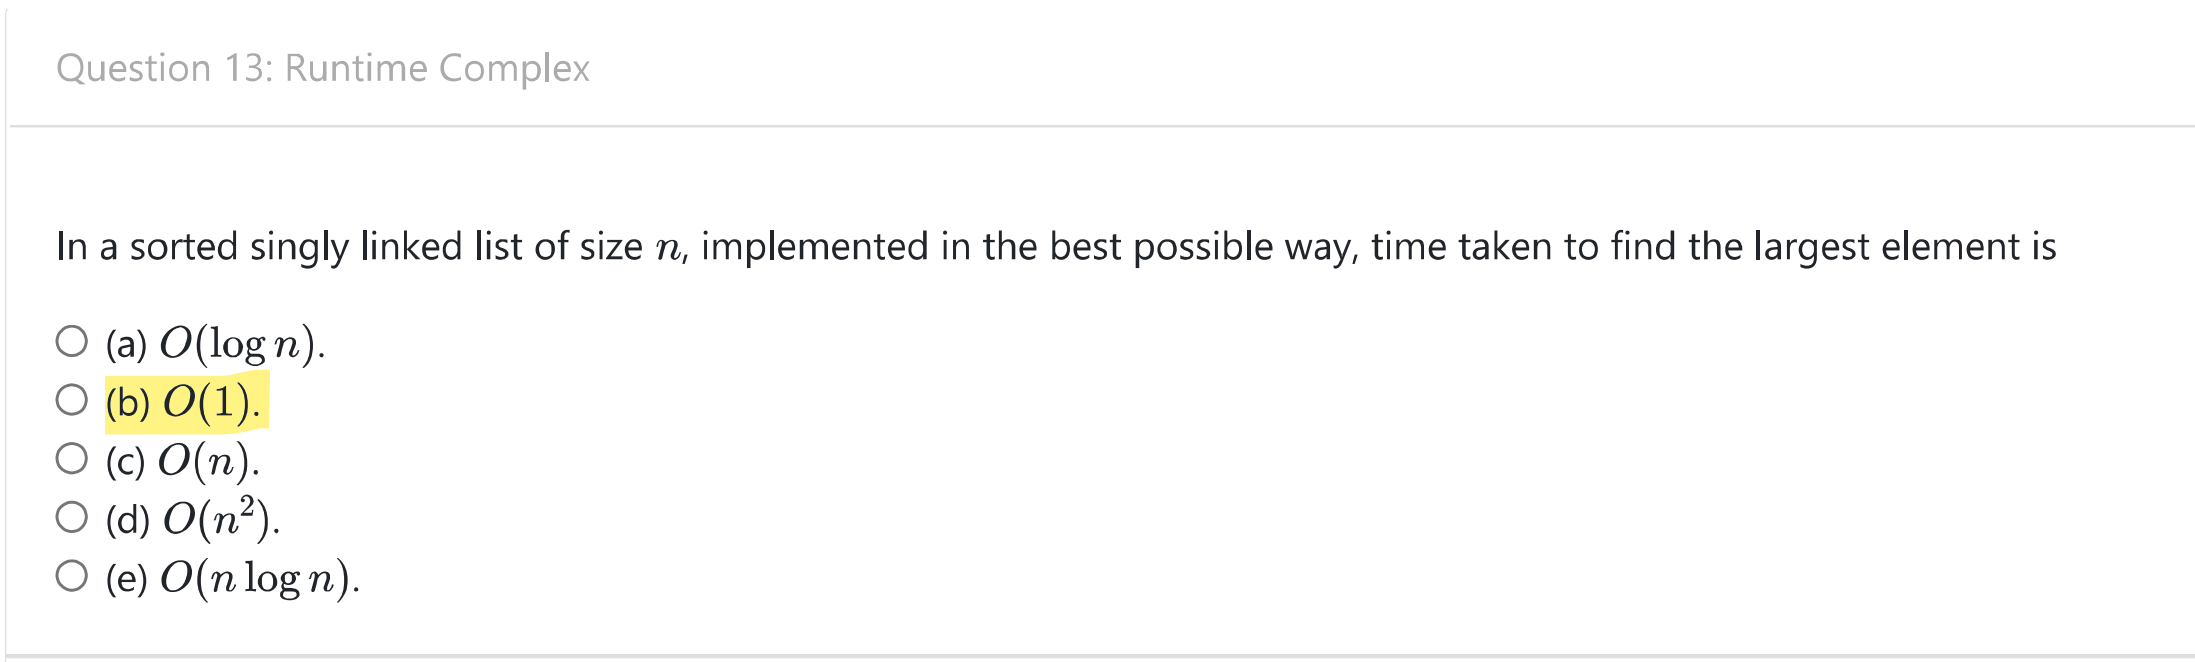 Question 13: Runtime Complex
In a sorted singly linked list of size n, implemented in the best possible way, time taken to find the largest element is
(a) O(log n).
(b) O(1).
(c) O(n).
(d) O(n²).
(e) O(n log n).